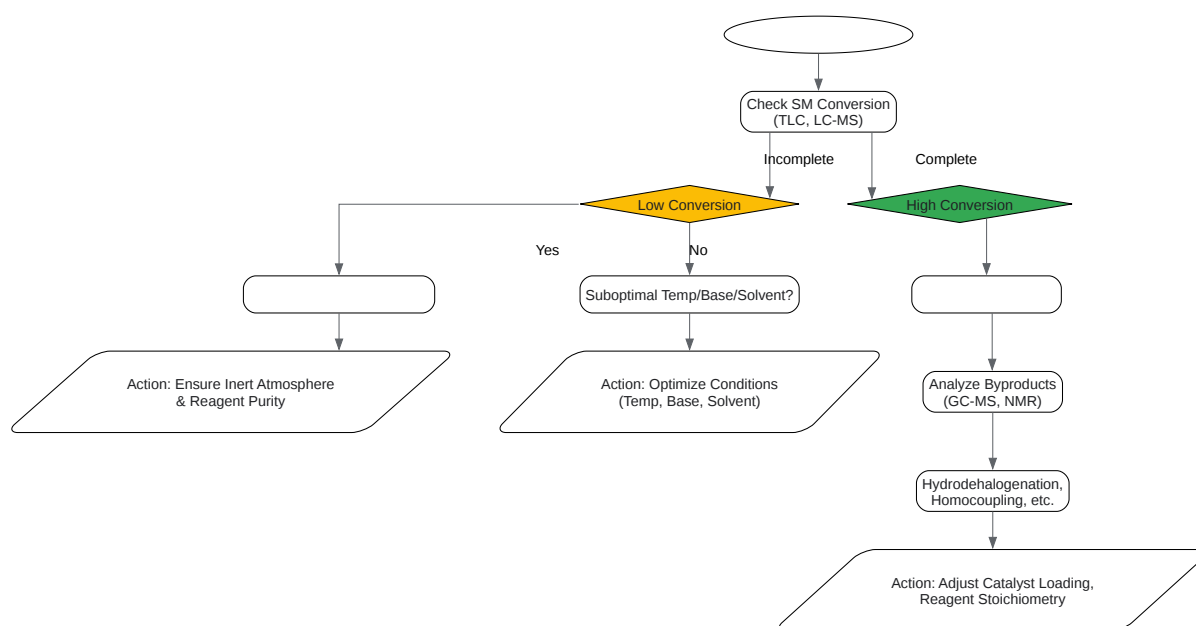 Check SM Conversion
(TLC, LC-MS)
Incomplete
Complete
Low Conversion
High Conversion
Yes
No
Suboptimal Temp/Base/Solvent?
Action: Ensure Inert Atmosphere
& Reagent Purity
Action: Optimize Conditions
(Temp, Base, Solvent)
Analyze Byproducts
(GC-MS, NMR)
Hydrodehalogenation,
Homocoupling, etc.
Action: Adjust Catalyst Loading,
Reagent Stoichiometry